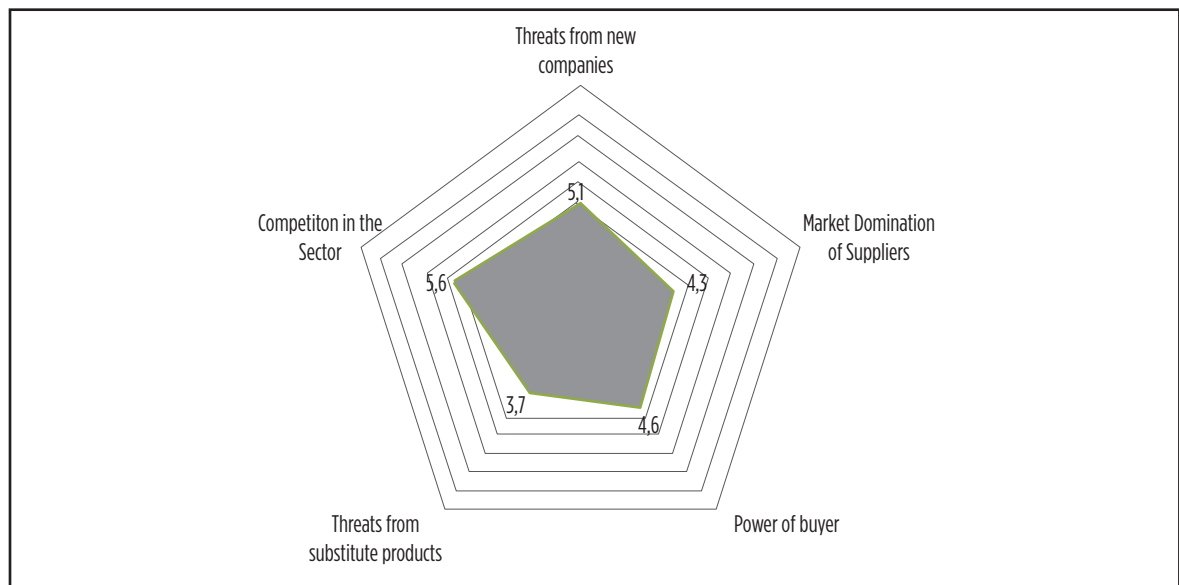 Threats from new
companies
5,1
Competiton in the
Sector
5,6
Market Domination
of Suppliers
4,3
3,7
4,6
Threats from
substitute products
Power of buyer